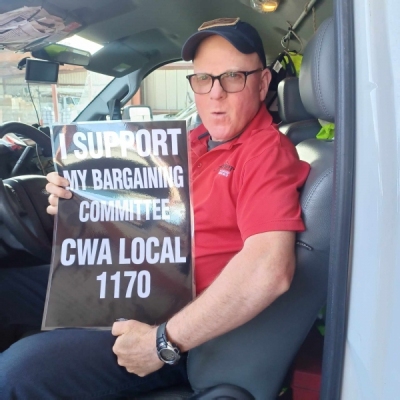 I SUPPORT
MY BARGAINING
COMMITTEE
CWA LOCAL
1170